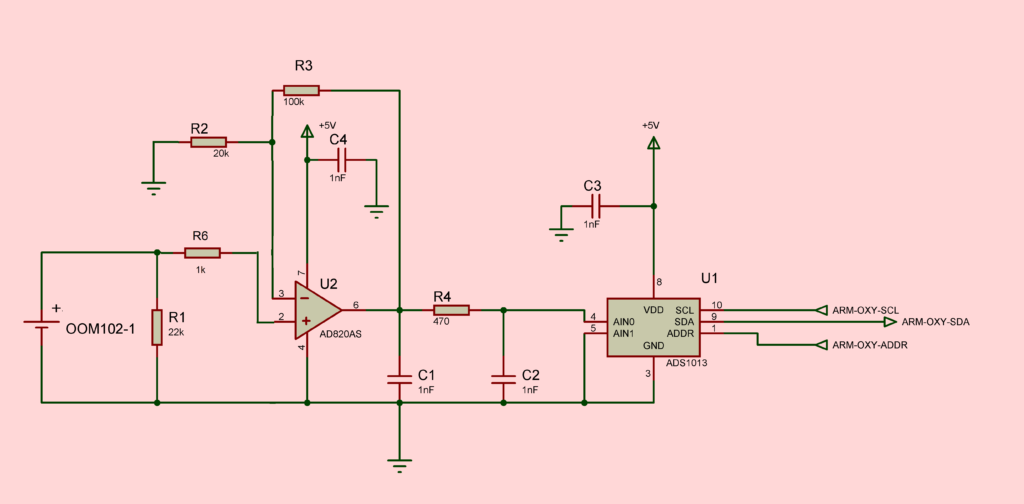 R3
100k
+5V
C4
1nF
R2
20k
+5V
C3
1nF
R6
1k
+
OOM102-1
R1
22k
7
U2
3
−
2
+
6
AD820AS
4
R4
470
C1
1nF
C2
1nF
U1
8
VDD
SCL
10
ARM-OXY-SCL
4
AIN0
SDA
9
ARM-OXY-SDA
5
AIN1
ADDR
1
ARM-OXY-ADDR
GND
3
ADS1013